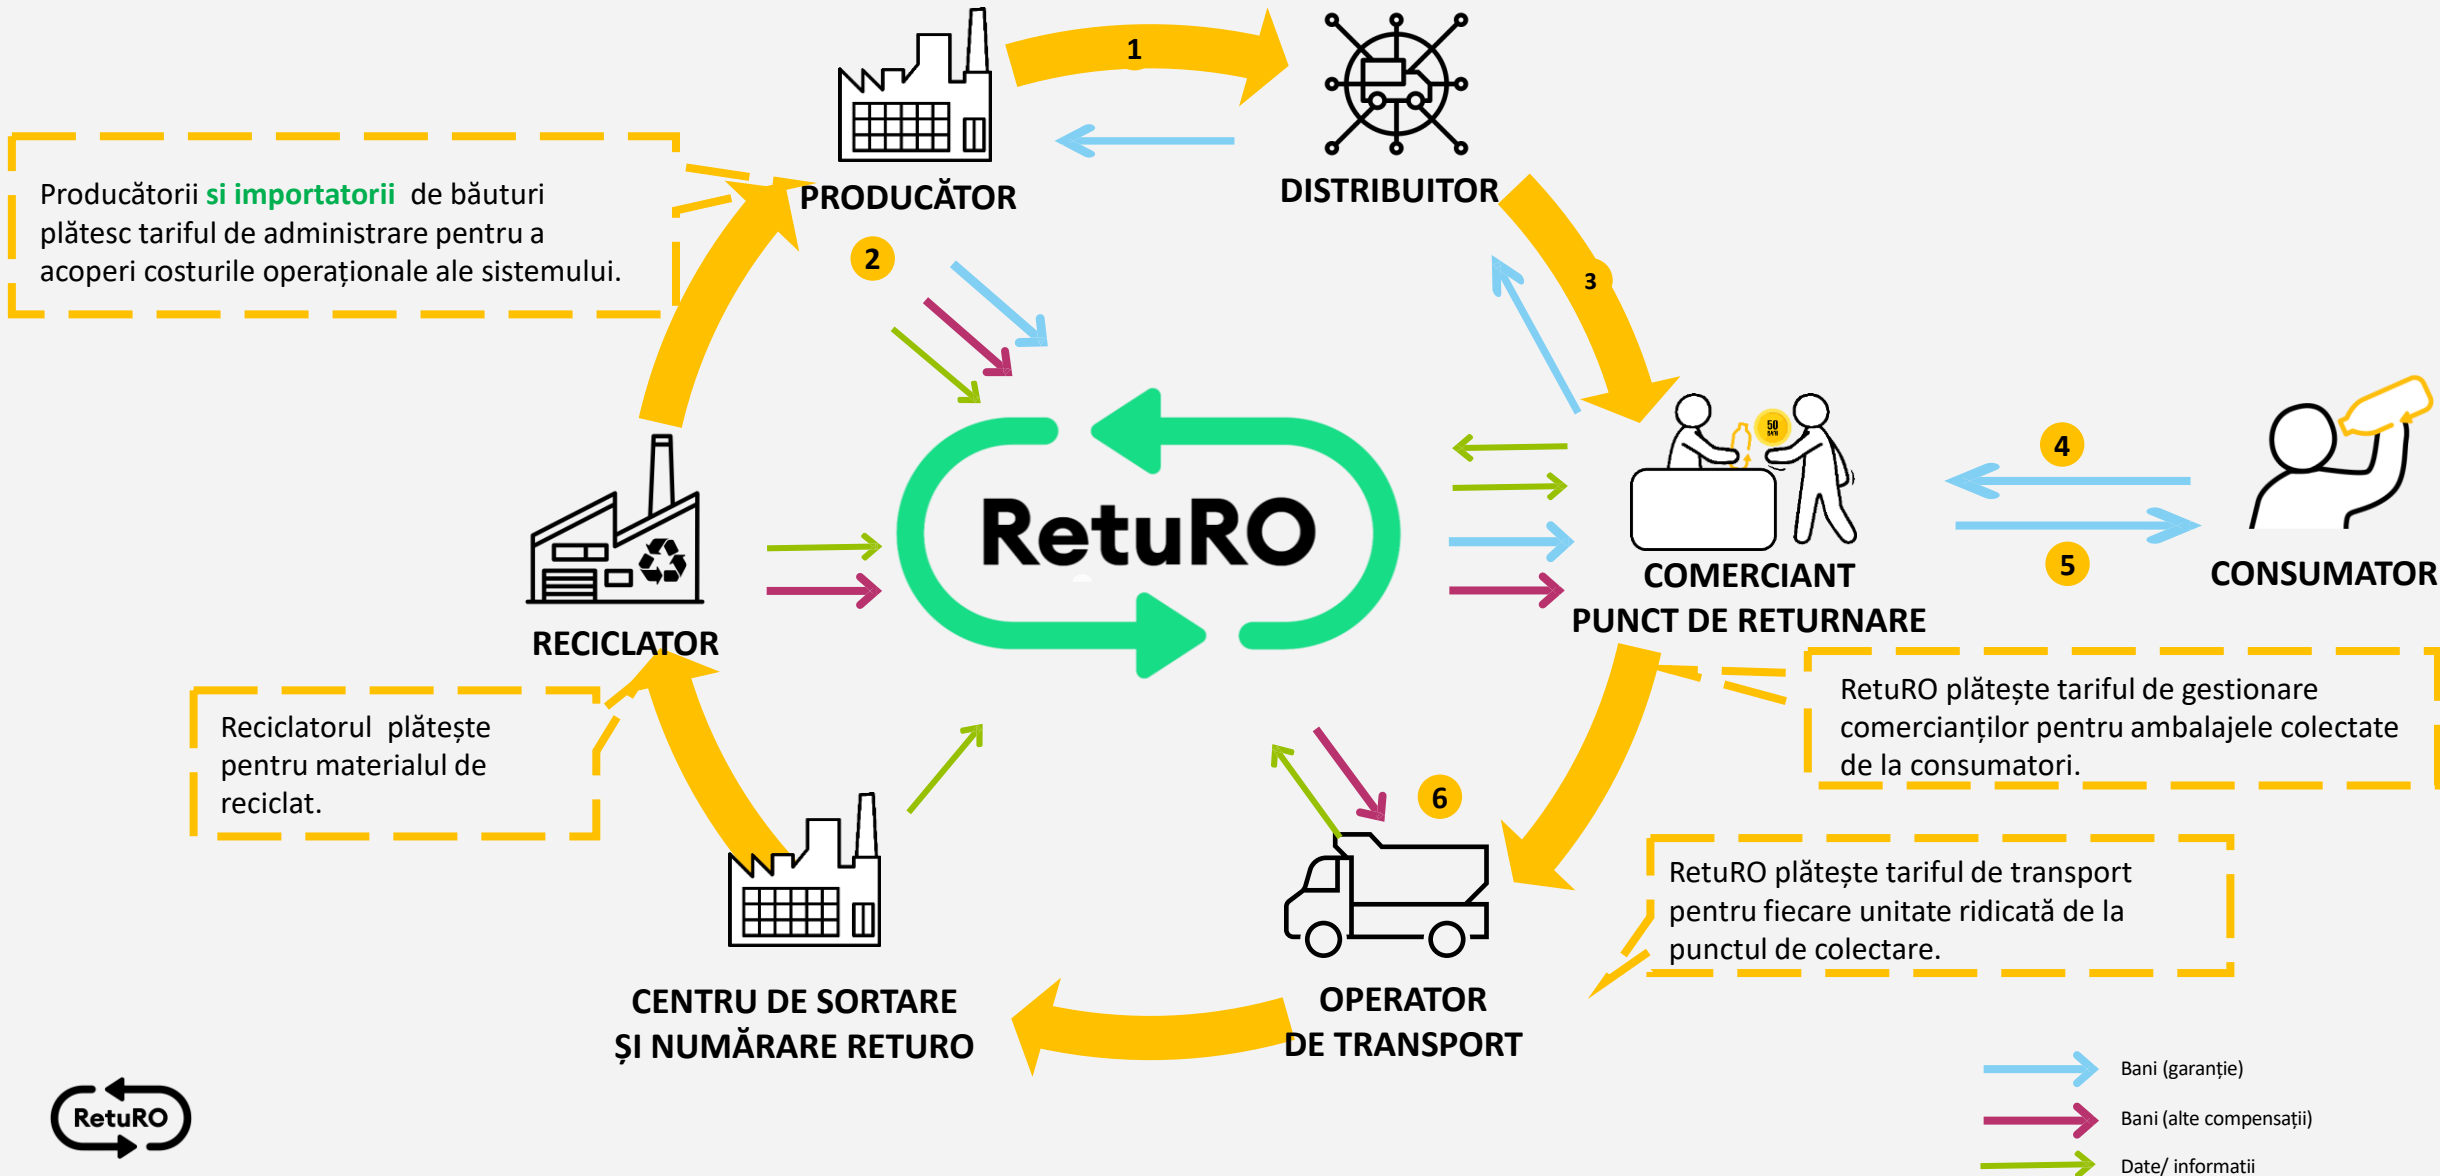 1
PRODUCĂTOR
DISTRIBUITOR
Producătorii si importatorii de băuturi
plătesc tariful de administrare pentru a
acoperi costurile operaționale ale sistemului.
2
3
50
BANI
4
5
RetuRO
COMERCIANT
PUNCT DE RETURNARE
CONSUMATOR
RECICLATOR
RetuRO plătește tariful de gestionare
comercianților pentru ambalajele colectate
de la consumatori.
Reciclatorul plătește
pentru materialul de
reciclat.
6
RetuRO plătește tariful de transport
pentru fiecare unitate ridicată de la
punctul de colectare.
CENTRU DE SORTARE
ȘI NUMĂRARE RETURO
OPERATOR
DE TRANSPORT
RetuRO
Bani (garanție)
Bani (alte compensații)
Date/ informatii